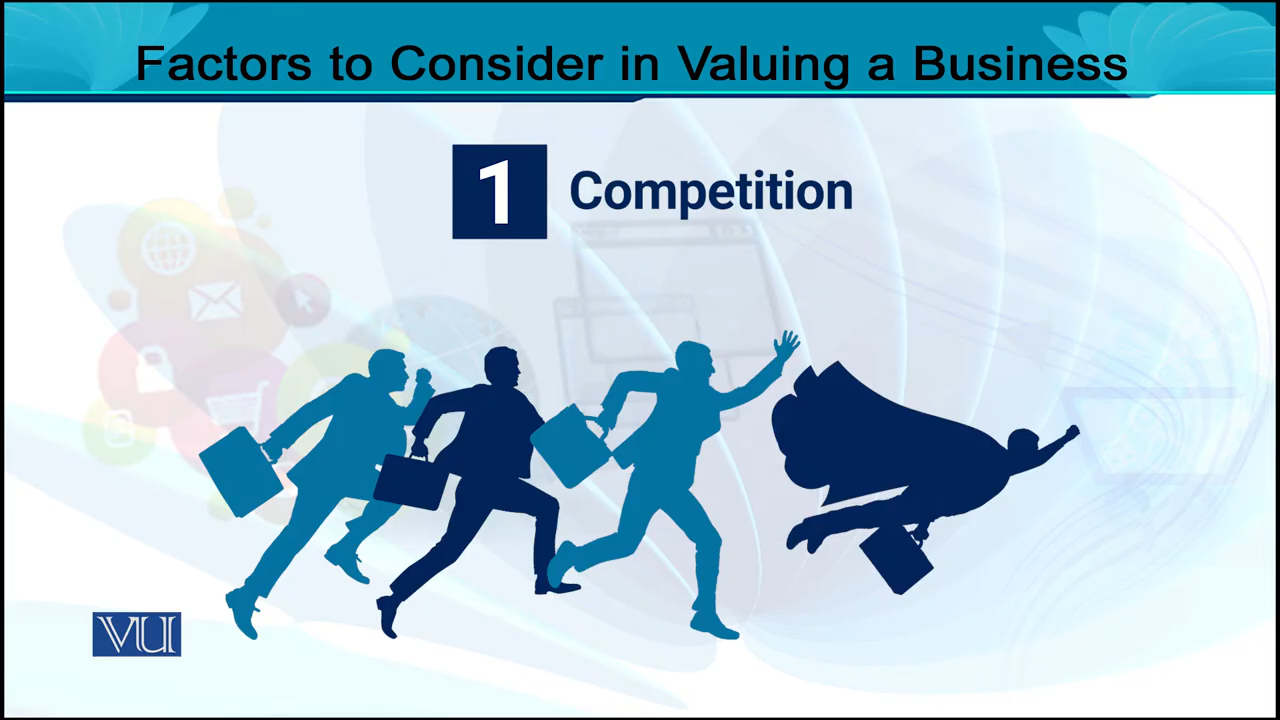 Factors to Consider in Valuing a Business
1 Competition
VU